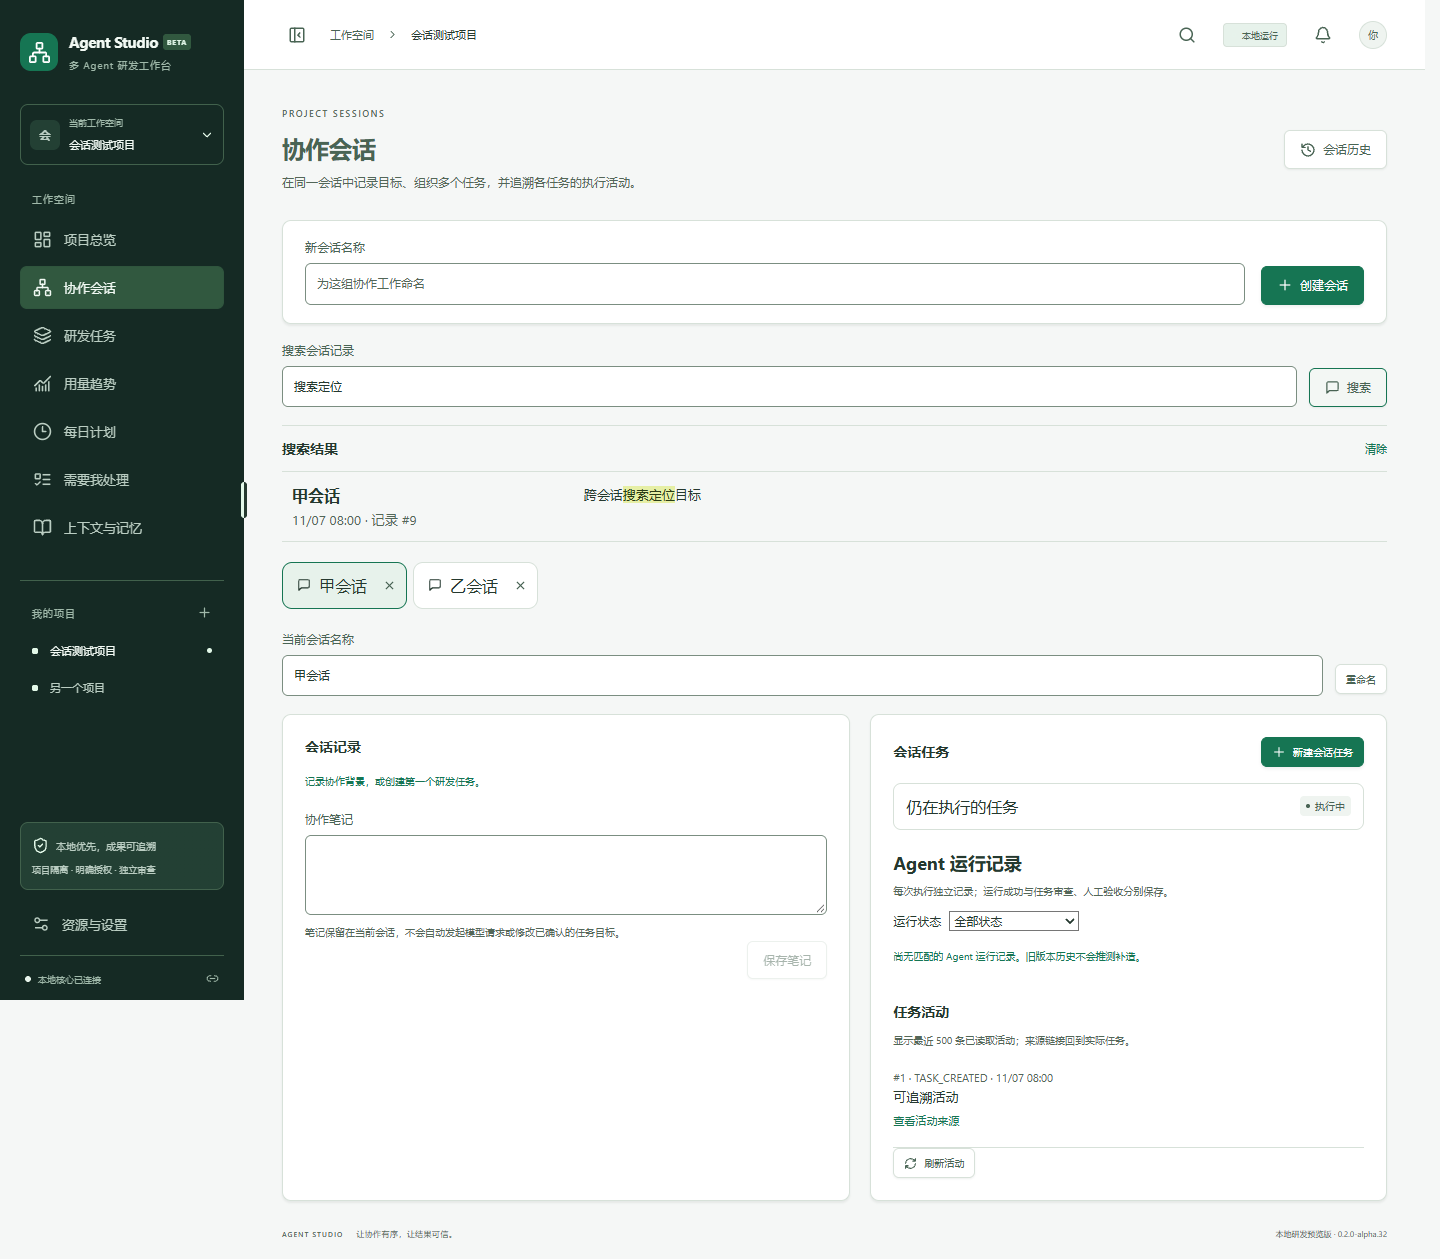 Agent Studio BETA
多 Agent 研发工作台
会
当前工作空间
会话测试项目
工作空间
项目总览
协作会话
研发任务
用量趋势
每日计划
需要我处理
上下文与记忆
我的项目
会话测试项目
另一个项目
本地优先，成果可追溯
项目隔离 · 明确授权 · 独立审查
资源与设置
本地核心已连接
工作空间 > 会话测试项目
本地运行
你
PROJECT SESSIONS
协作会话
会话历史
在同一会话中记录目标、组织多个任务，并追溯各任务的执行活动。
新会话名称
为这组协作工作命名
创建会话
搜索会话记录
搜索定位
搜索
搜索结果
清除
甲会话
跨会话搜索定位目标
11/07 08:00 · 记录 #9
甲会话 ×
乙会话 ×
当前会话名称
甲会话
重命名
会话记录
记录协作背景，或创建第一个研发任务。
协作笔记
笔记保留在当前会话，不会自动发起模型请求或修改已确认的任务目标。
保存笔记
会话任务
新建会话任务
仍在执行的任务
执行中
Agent 运行记录
每次执行独立记录；运行成功与任务审查、人工验收分别保存。
运行状态 全部状态
尚无匹配的 Agent 运行记录。旧版本历史不会推测补造。
任务活动
显示最近 500 条已读取活动；来源链接回到实际任务。
#1 · TASK_CREATED · 11/07 08:00
可追溯活动
查看活动来源
刷新活动
AGENT STUDIO 让协作有序，让结果可信。
本地研发预览版 · 0.2.0-alpha.32